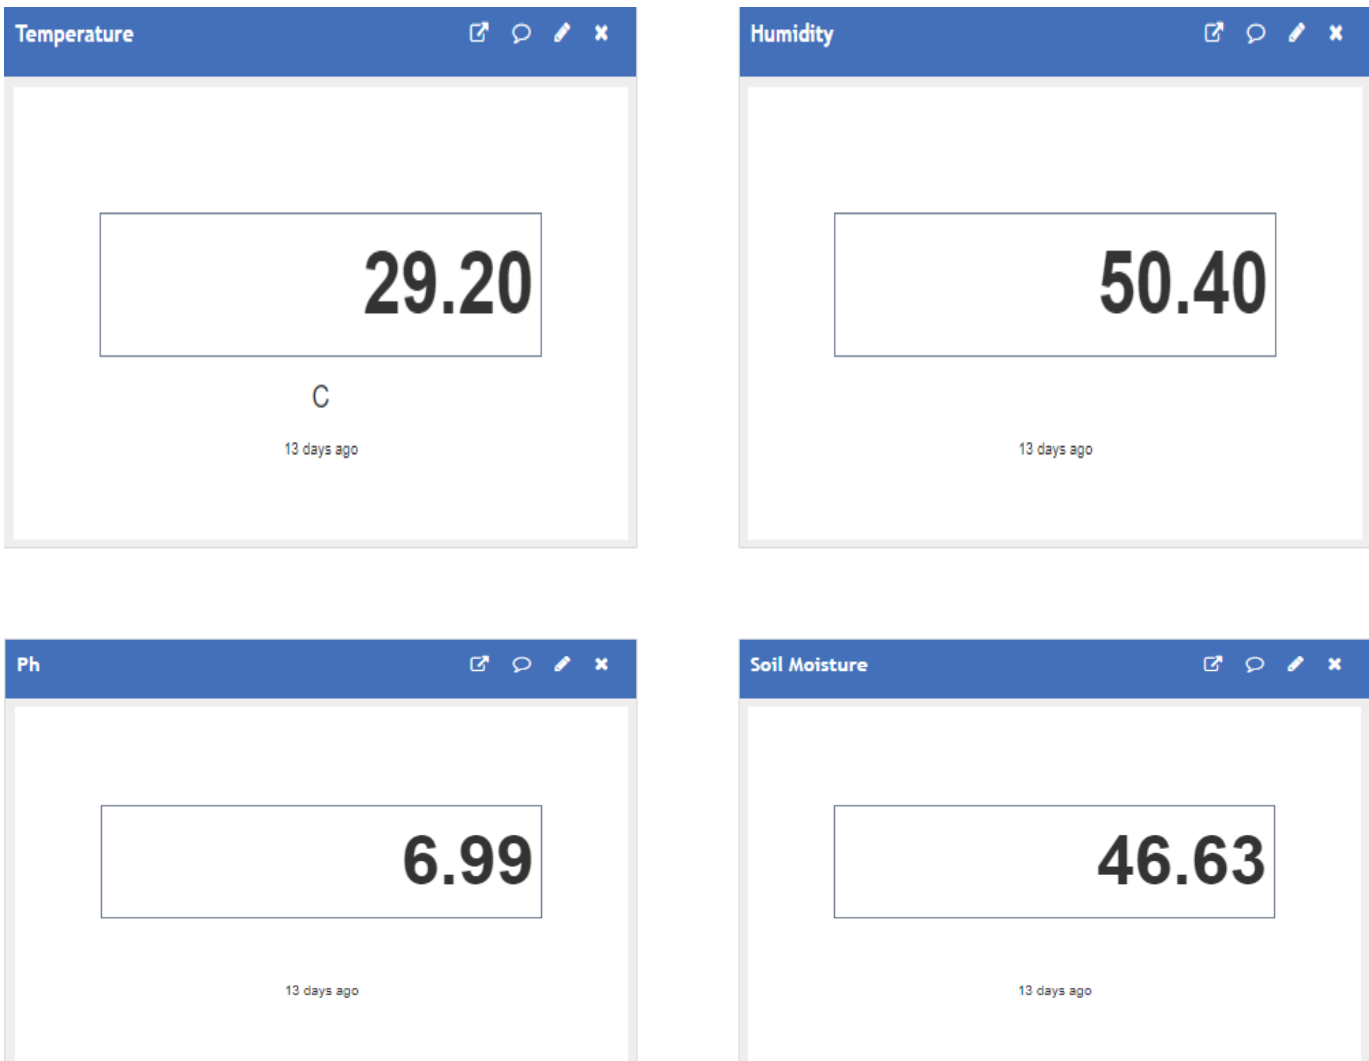 Temperature
29.20
C
13 days ago
Humidity
50.40
13 days ago
Ph
6.99
13 days ago
Soil Moisture
46.63
13 days ago